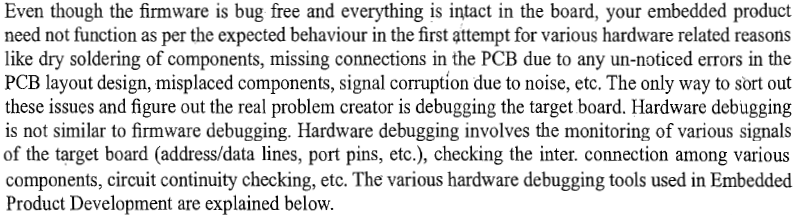 Even though the firmware is bug free and everything is intact in the board, your embedded product
need not function as per the expected behaviour in the first attempt for various hardware related reasons
like dry soldering of components, missing connections in the PCB due to any un-noticed errors in the
PCB layout design, misplaced components, signal corruption due to noise, etc. The only way to sort out
these issues and figure out the real problem creator is debugging the target board. Hardware debugging
is not similar to firmware debugging. Hardware debugging involves the monitoring of various signals
of the target board (address/data lines, port pins, etc.), checking the inter. connection among various
components, circuit continuity checking, etc. The various hardware debugging tools used in Embedded
Product Development are explained below.